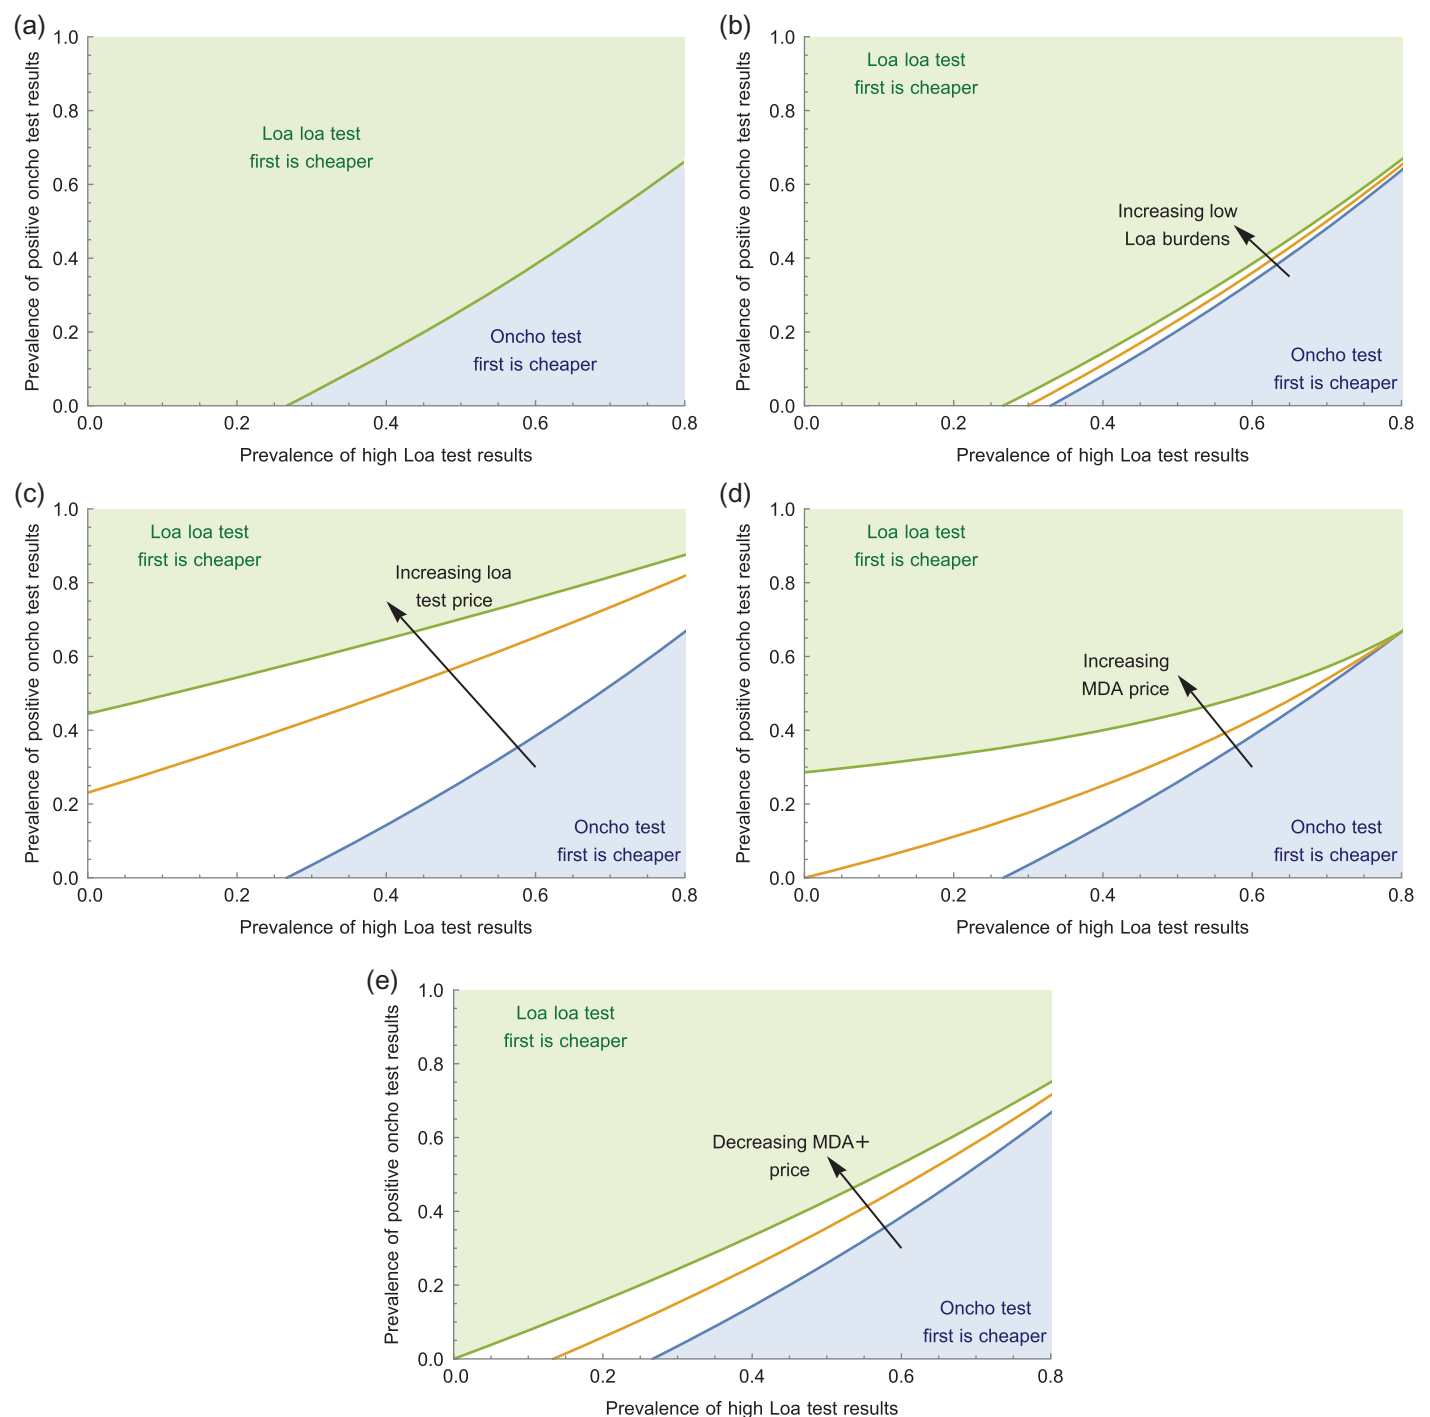 (a)
Prevalence of positive oncho test results
1.0
0.8
0.6
0.4
0.2
0.0
Loa loa test
first is cheaper
Oncho test
first is cheaper
0.0 0.2 0.4 0.6 0.8
Prevalence of high Loa test results
(b)
Prevalence of positive oncho test results
1.0
0.8
0.6
0.4
0.2
0.0
Loa loa test
first is cheaper
Increasing low
Loa burdens
Oncho test
first is cheaper
0.0 0.2 0.4 0.6 0.8
Prevalence of high Loa test results
(c)
Prevalence of positive oncho test results
1.0
0.8
0.6
0.4
0.2
0.0
Loa loa test
first is cheaper
Increasing loa
test price
Oncho test
first is cheaper
0.0 0.2 0.4 0.6 0.8
Prevalence of high Loa test results
(d)
Prevalence of positive oncho test results
1.0
0.8
0.6
0.4
0.2
0.0
Loa loa test
first is cheaper
Increasing
MDA price
Oncho test
first is cheaper
0.0 0.2 0.4 0.6 0.8
Prevalence of high Loa test results
(e)
Prevalence of positive oncho test results
1.0
0.8
0.6
0.4
0.2
0.0
Loa loa test
first is cheaper
Decreasing MDA+
price
Oncho test
first is cheaper
0.0 0.2 0.4 0.6 0.8
Prevalence of high Loa test results